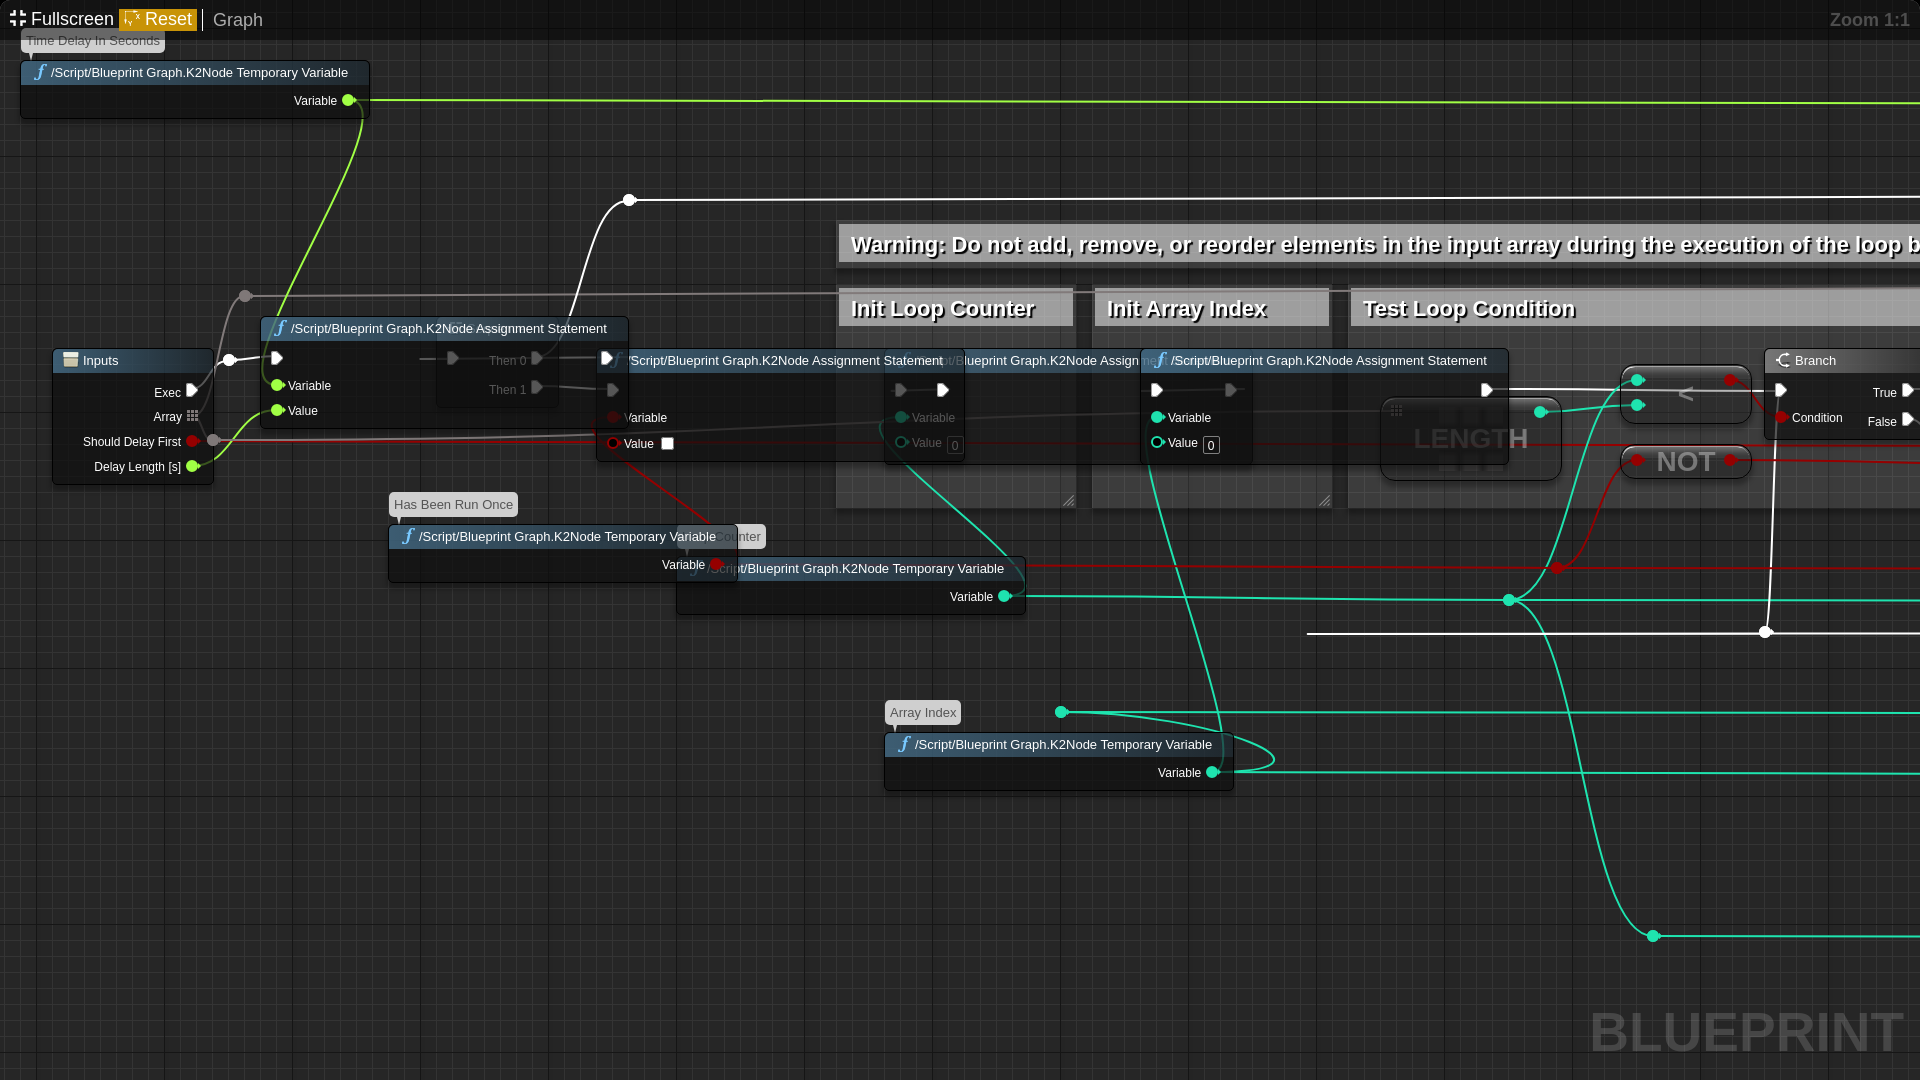 Fullscreen Reset Graph Zoom 1:1
Time Delay In Seconds
/Script/Blueprint Graph.K2Node Temporary Variable
Variable
Warning: Do not add, remove, or reorder elements in the input array during the execution of the loop b
Init Loop Counter
Init Array Index
Test Loop Condition
/Script/Blueprint Graph.K2Node Assignment Statement
Variable
Value
Then 0
Then 1
Inputs
Exec
Array
Should Delay First
Delay Length [s]
/Script/Blueprint Graph.K2Node Assignment Statement
Variable
Value
/Blueprint Graph.K2Node Assignm
Variable
Value 0
/Script/Blueprint Graph.K2Node Assignment Statement
Variable
Value 0
LENGTH
<
NOT
Branch
True
Condition
False
Has Been Run Once
/Script/Blueprint Graph.K2Node Temporary Variable
Variable
Counter
/Script/Blueprint Graph.K2Node Temporary Variable
Variable
Array Index
/Script/Blueprint Graph.K2Node Temporary Variable
Variable
BLUEPRINT